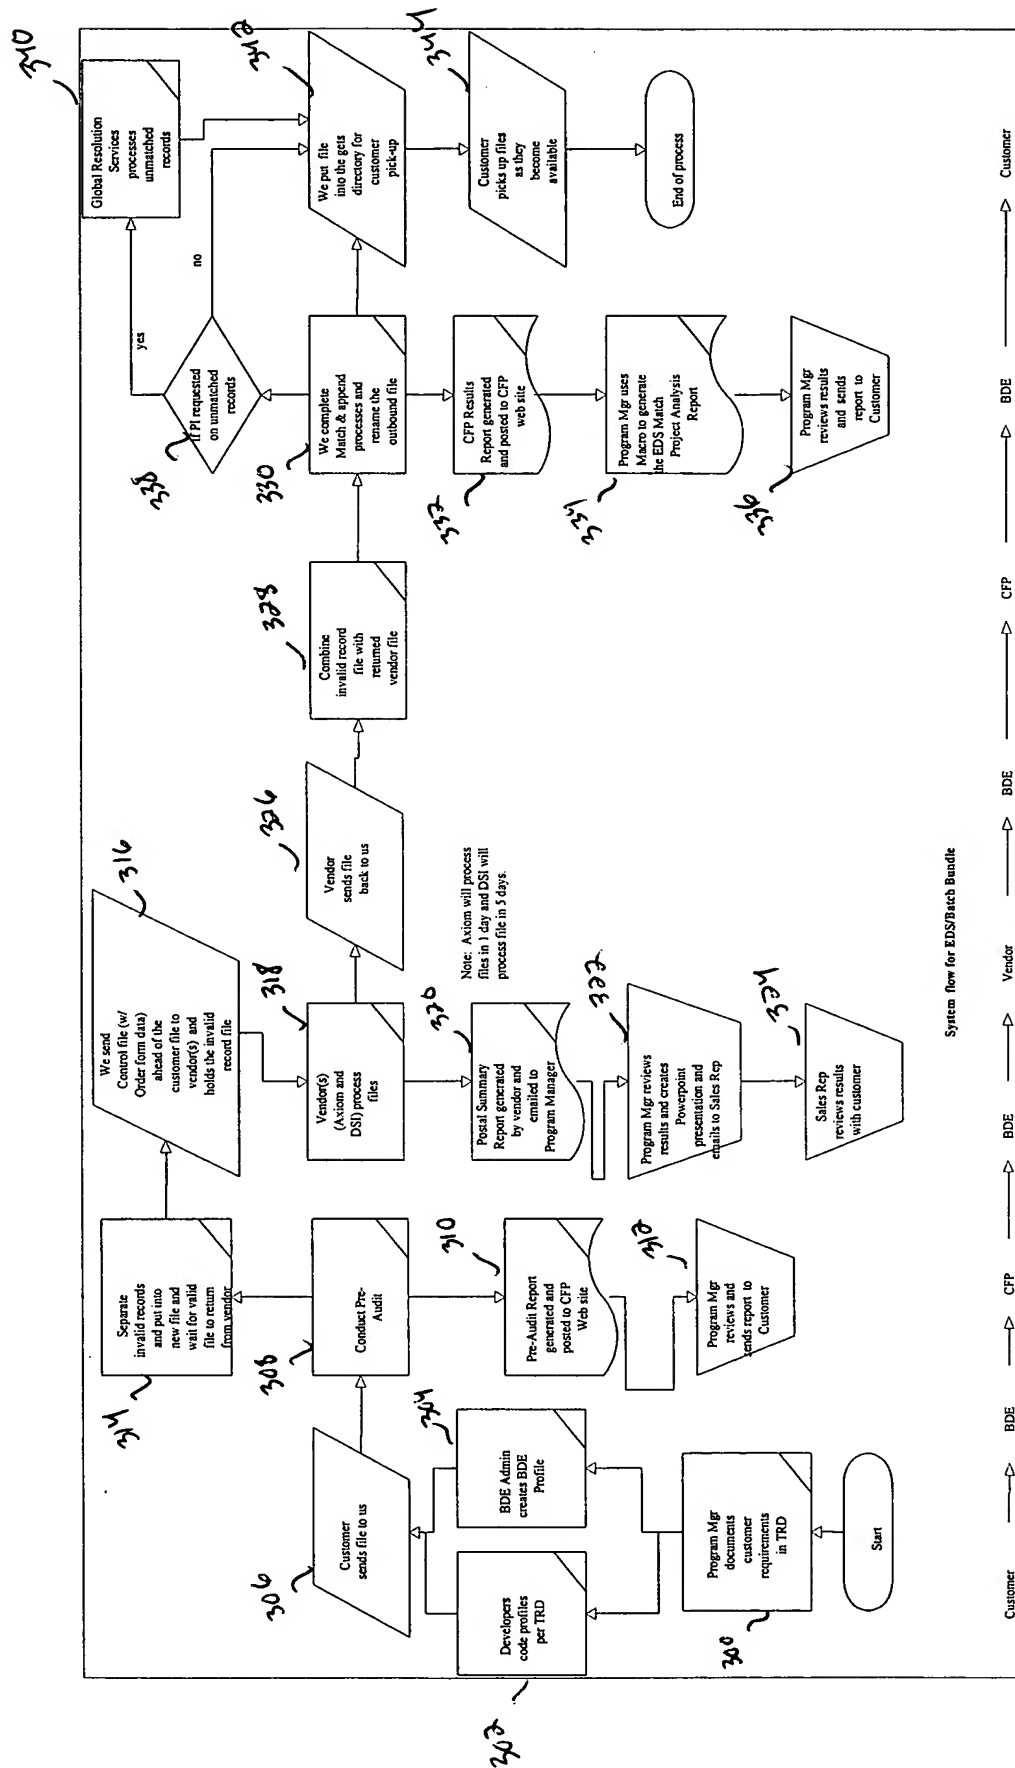 Start
Program Mgr
documents
customer
requirements
in TRD
300
Developers
code profiles
per TRD
302
BDE Admin
creates BDE
Profile
304
Customer
sends file to us
306
Conduct Pre-
Audit
308
Pre-Audit Report
generated and
posted to CFP
Web site
310
Program Mgr
reviews and
sends report to
Customer
312
Separate
invalid records
and put into
new file and
wait for valid
file to return
from vendor
314
We send
Control file (w/
Order form data)
ahead of the
customer file to
vendor(s) and
holds the invalid
record file
316
Vendor(s)
(Axiom and
DSI) process
files
318
Postal Summary
Report generated
by vendor and
emailed to
Program Manager
320
Program Mgr reviews
results and creates
Powerpoint
presentation and
emails to Sales Rep
322
Sales Rep
reviews results
with customer
324
Vendor
sends file
back to us
326
Note: Axiom will process
files in 1 day and DSI will
process file in 5 days.
Combine
invalid record
file with
returned
vendor file
328
We complete
Match & append
processes and
rename the
outbound file
330
CFP Results
Report generated
and posted to CFP
web site
332
Program Mgr uses
Macro to generate
the EDS Match
Project Analysis
Report
334
Program Mgr
reviews results
and sends
report to
Customer
336
If PI requested
on unmatched
records
338
yes
no
Global Resolution
Services
processes
unmatched
records
340
We put file
into the gets
directory for
customer
pick-up
342
Customer
picks up files
as they
become
available
344
End of process
System flow for EDS/Batch Bundle
Customer BDE CFP BDE Vendor BDE CFP BDE Customer